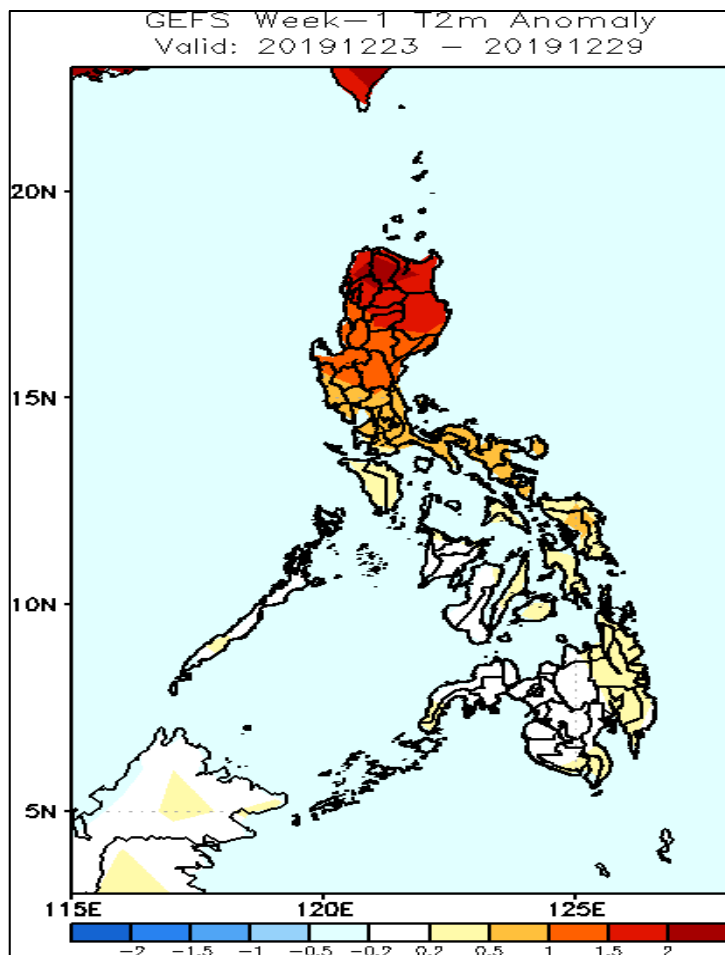 GEFS Week-1 T2m Anomaly
Valid: 20191223 - 20191229
20N
15N
10N
5N
115E 120E 125E
-2 -1.5 -1 -0.5 -0.2 0.2 0.5 1 1.5 2